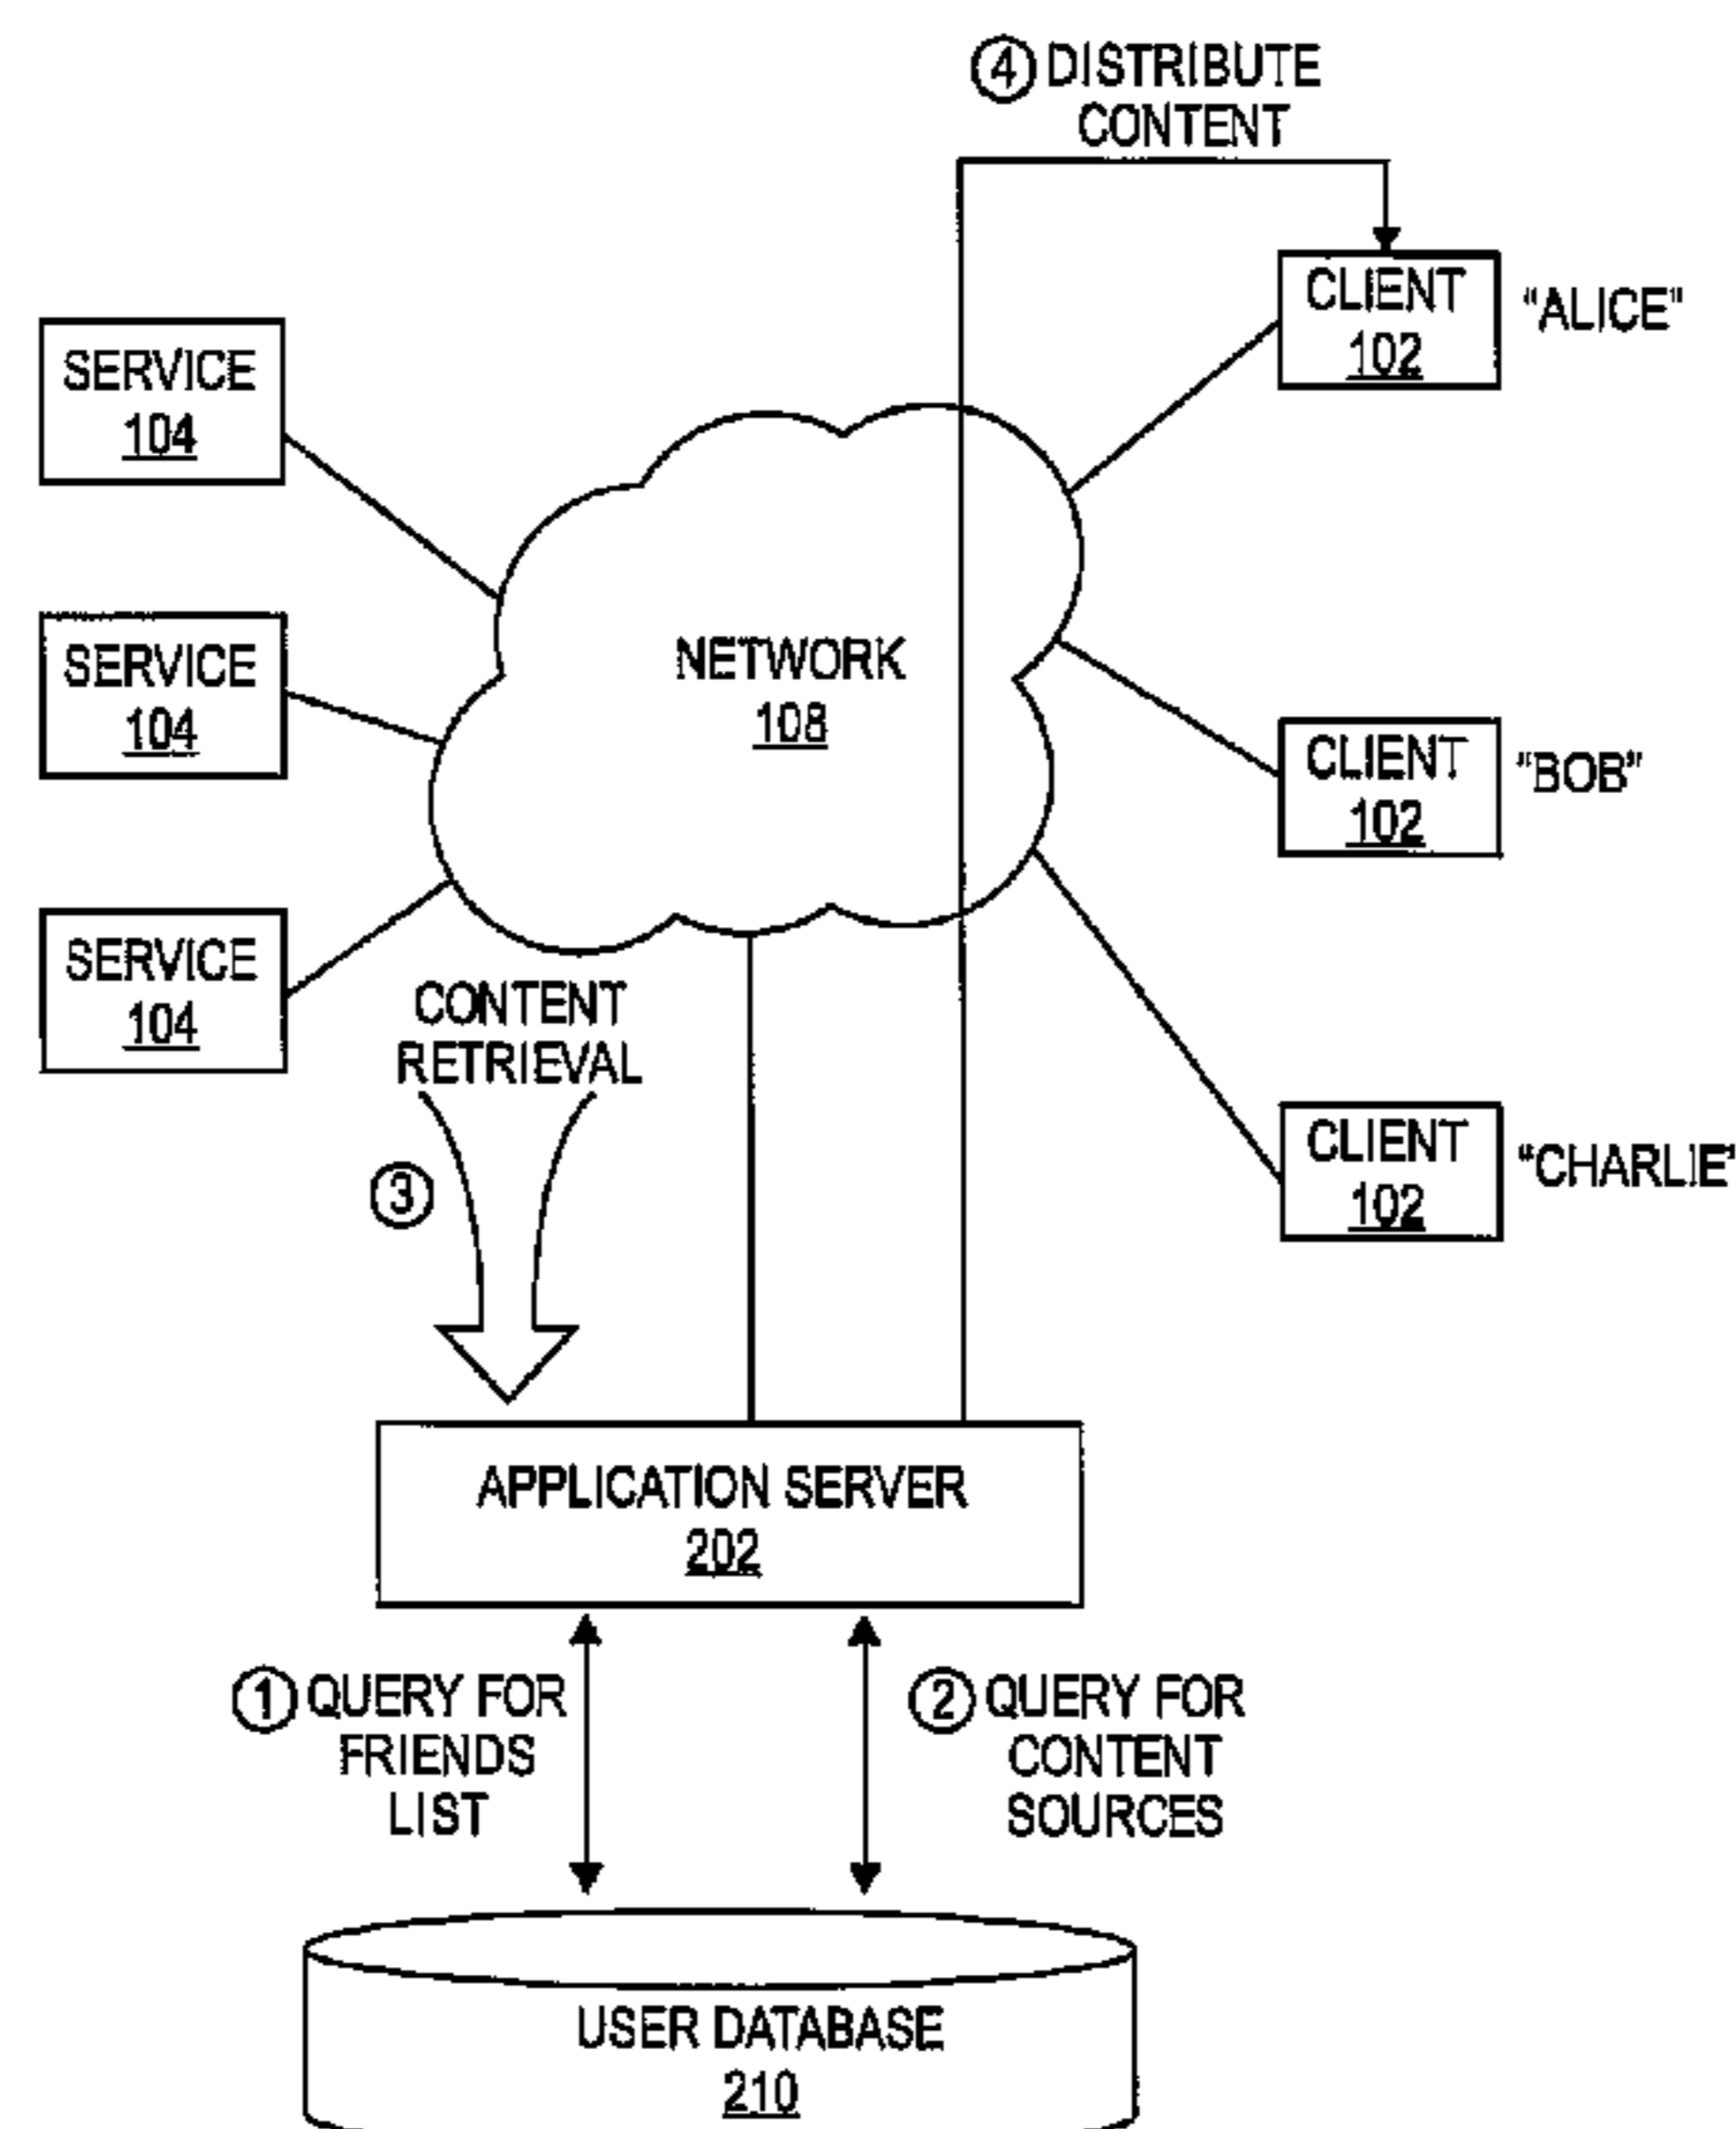 ④ DISTRIBUTE
CONTENT
CLIENT
102
"ALICE"
SERVICE
104
SERVICE
104
NETWORK
108
CLIENT
102
"BOB"
SERVICE
104
CONTENT
RETRIEVAL
③
CLIENT
102
"CHARLIE"
APPLICATION SERVER
202
① QUERY FOR
FRIENDS
LIST
② QUERY FOR
CONTENT
SOURCES
USER DATABASE
210